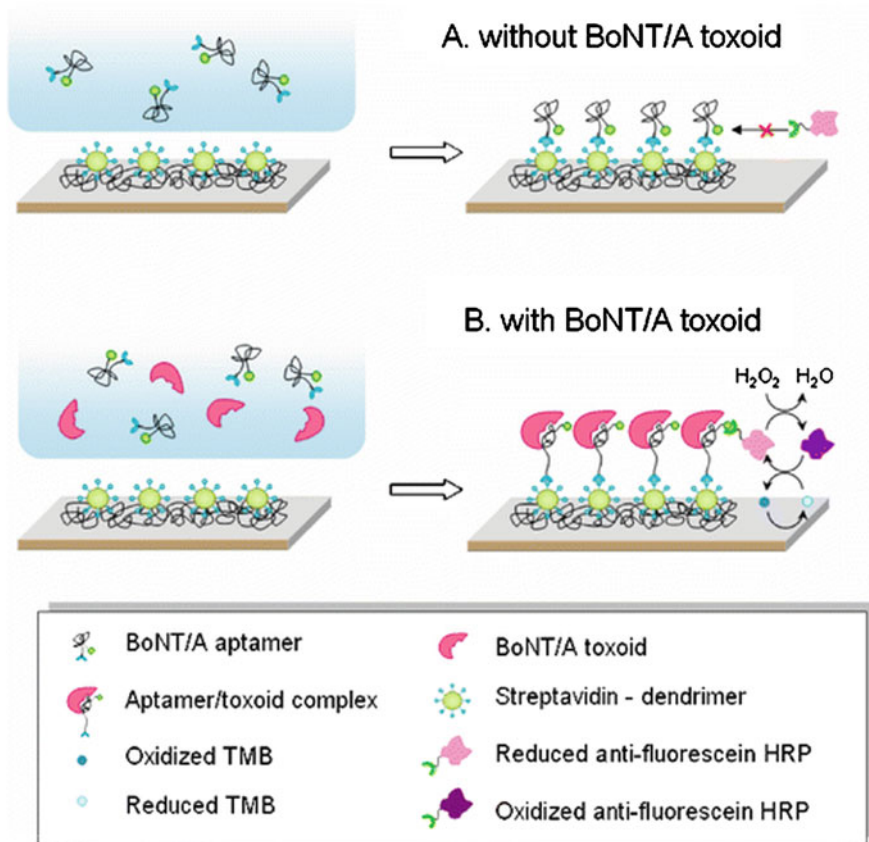 A. without BoNT/A toxoid
B. with BoNT/A toxoid
H₂O₂ H₂O
BoNT/A aptamer
BoNT/A toxoid
Aptamer/toxoid complex
Streptavidin - dendrimer
Oxidized TMB
Reduced anti-fluorescein HRP
Reduced TMB
Oxidized anti-fluorescein HRP